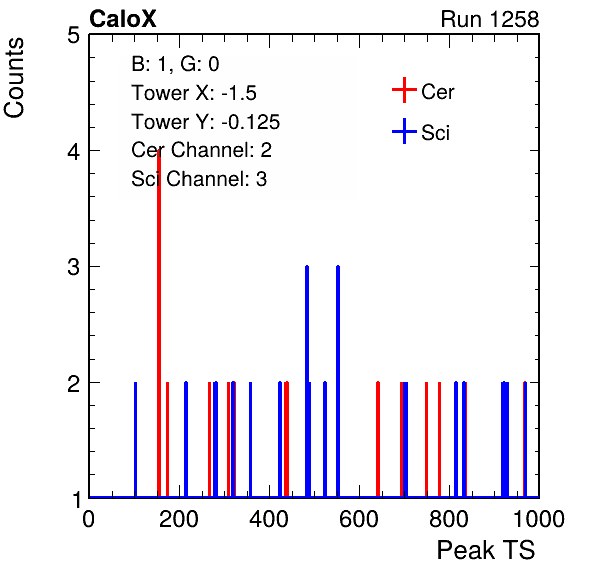 CaloX Run 1258
Counts
5
4
3
2
1
B: 1, G: 0
Tower X: -1.5
Tower Y: -0.125
Cer Channel: 2
Sci Channel: 3
Cer
Sci
0 200 400 600 800 1000
Peak TS